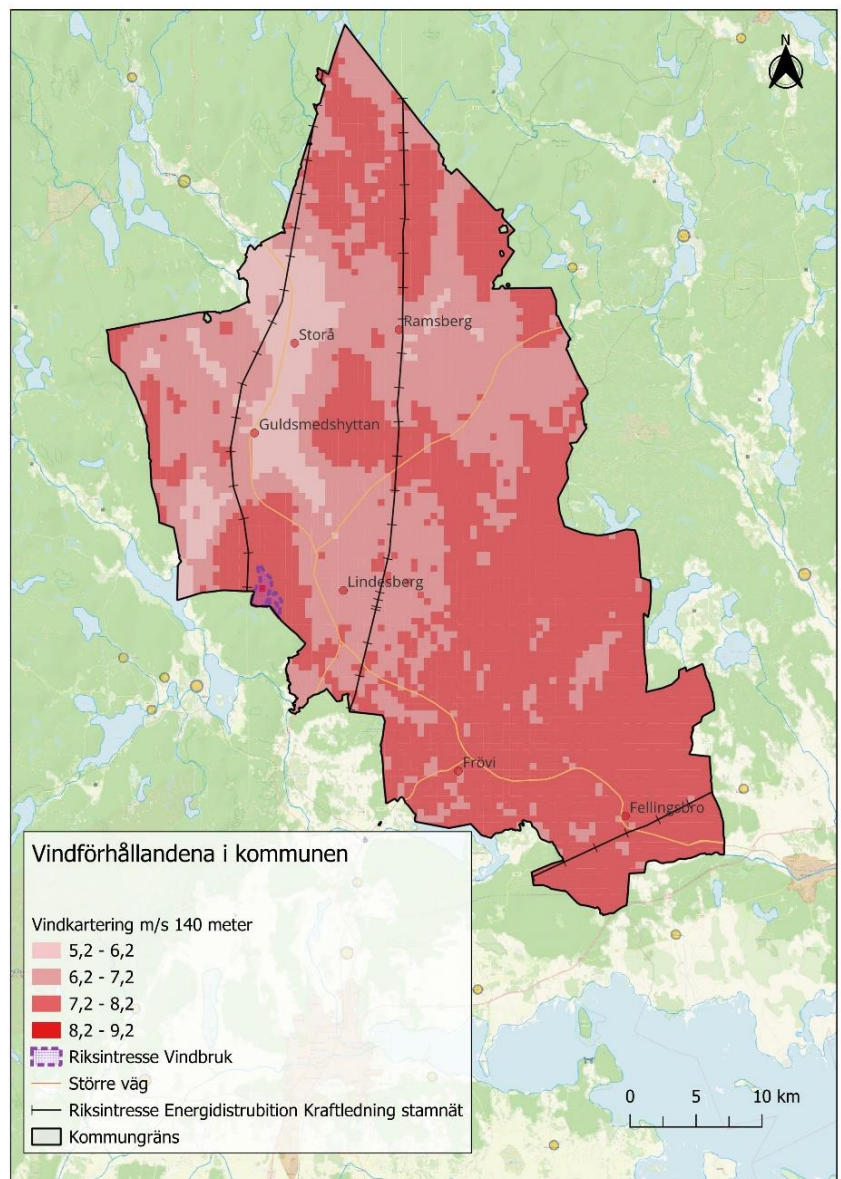 N
Storå
Ramsberg
Guldsmedshyttan
Lindesberg
Frövi
Fellingsbro
Vindförhållandena i kommunen
Vindkartering m/s 140 meter
5,2 - 6,2
6,2 - 7,2
7,2 - 8,2
8,2 - 9,2
Riksintresse Vindbruk
Större väg
Riksintresse Energidistrubition Kraftledning stamnät
Kommungräns
0 5 10 km